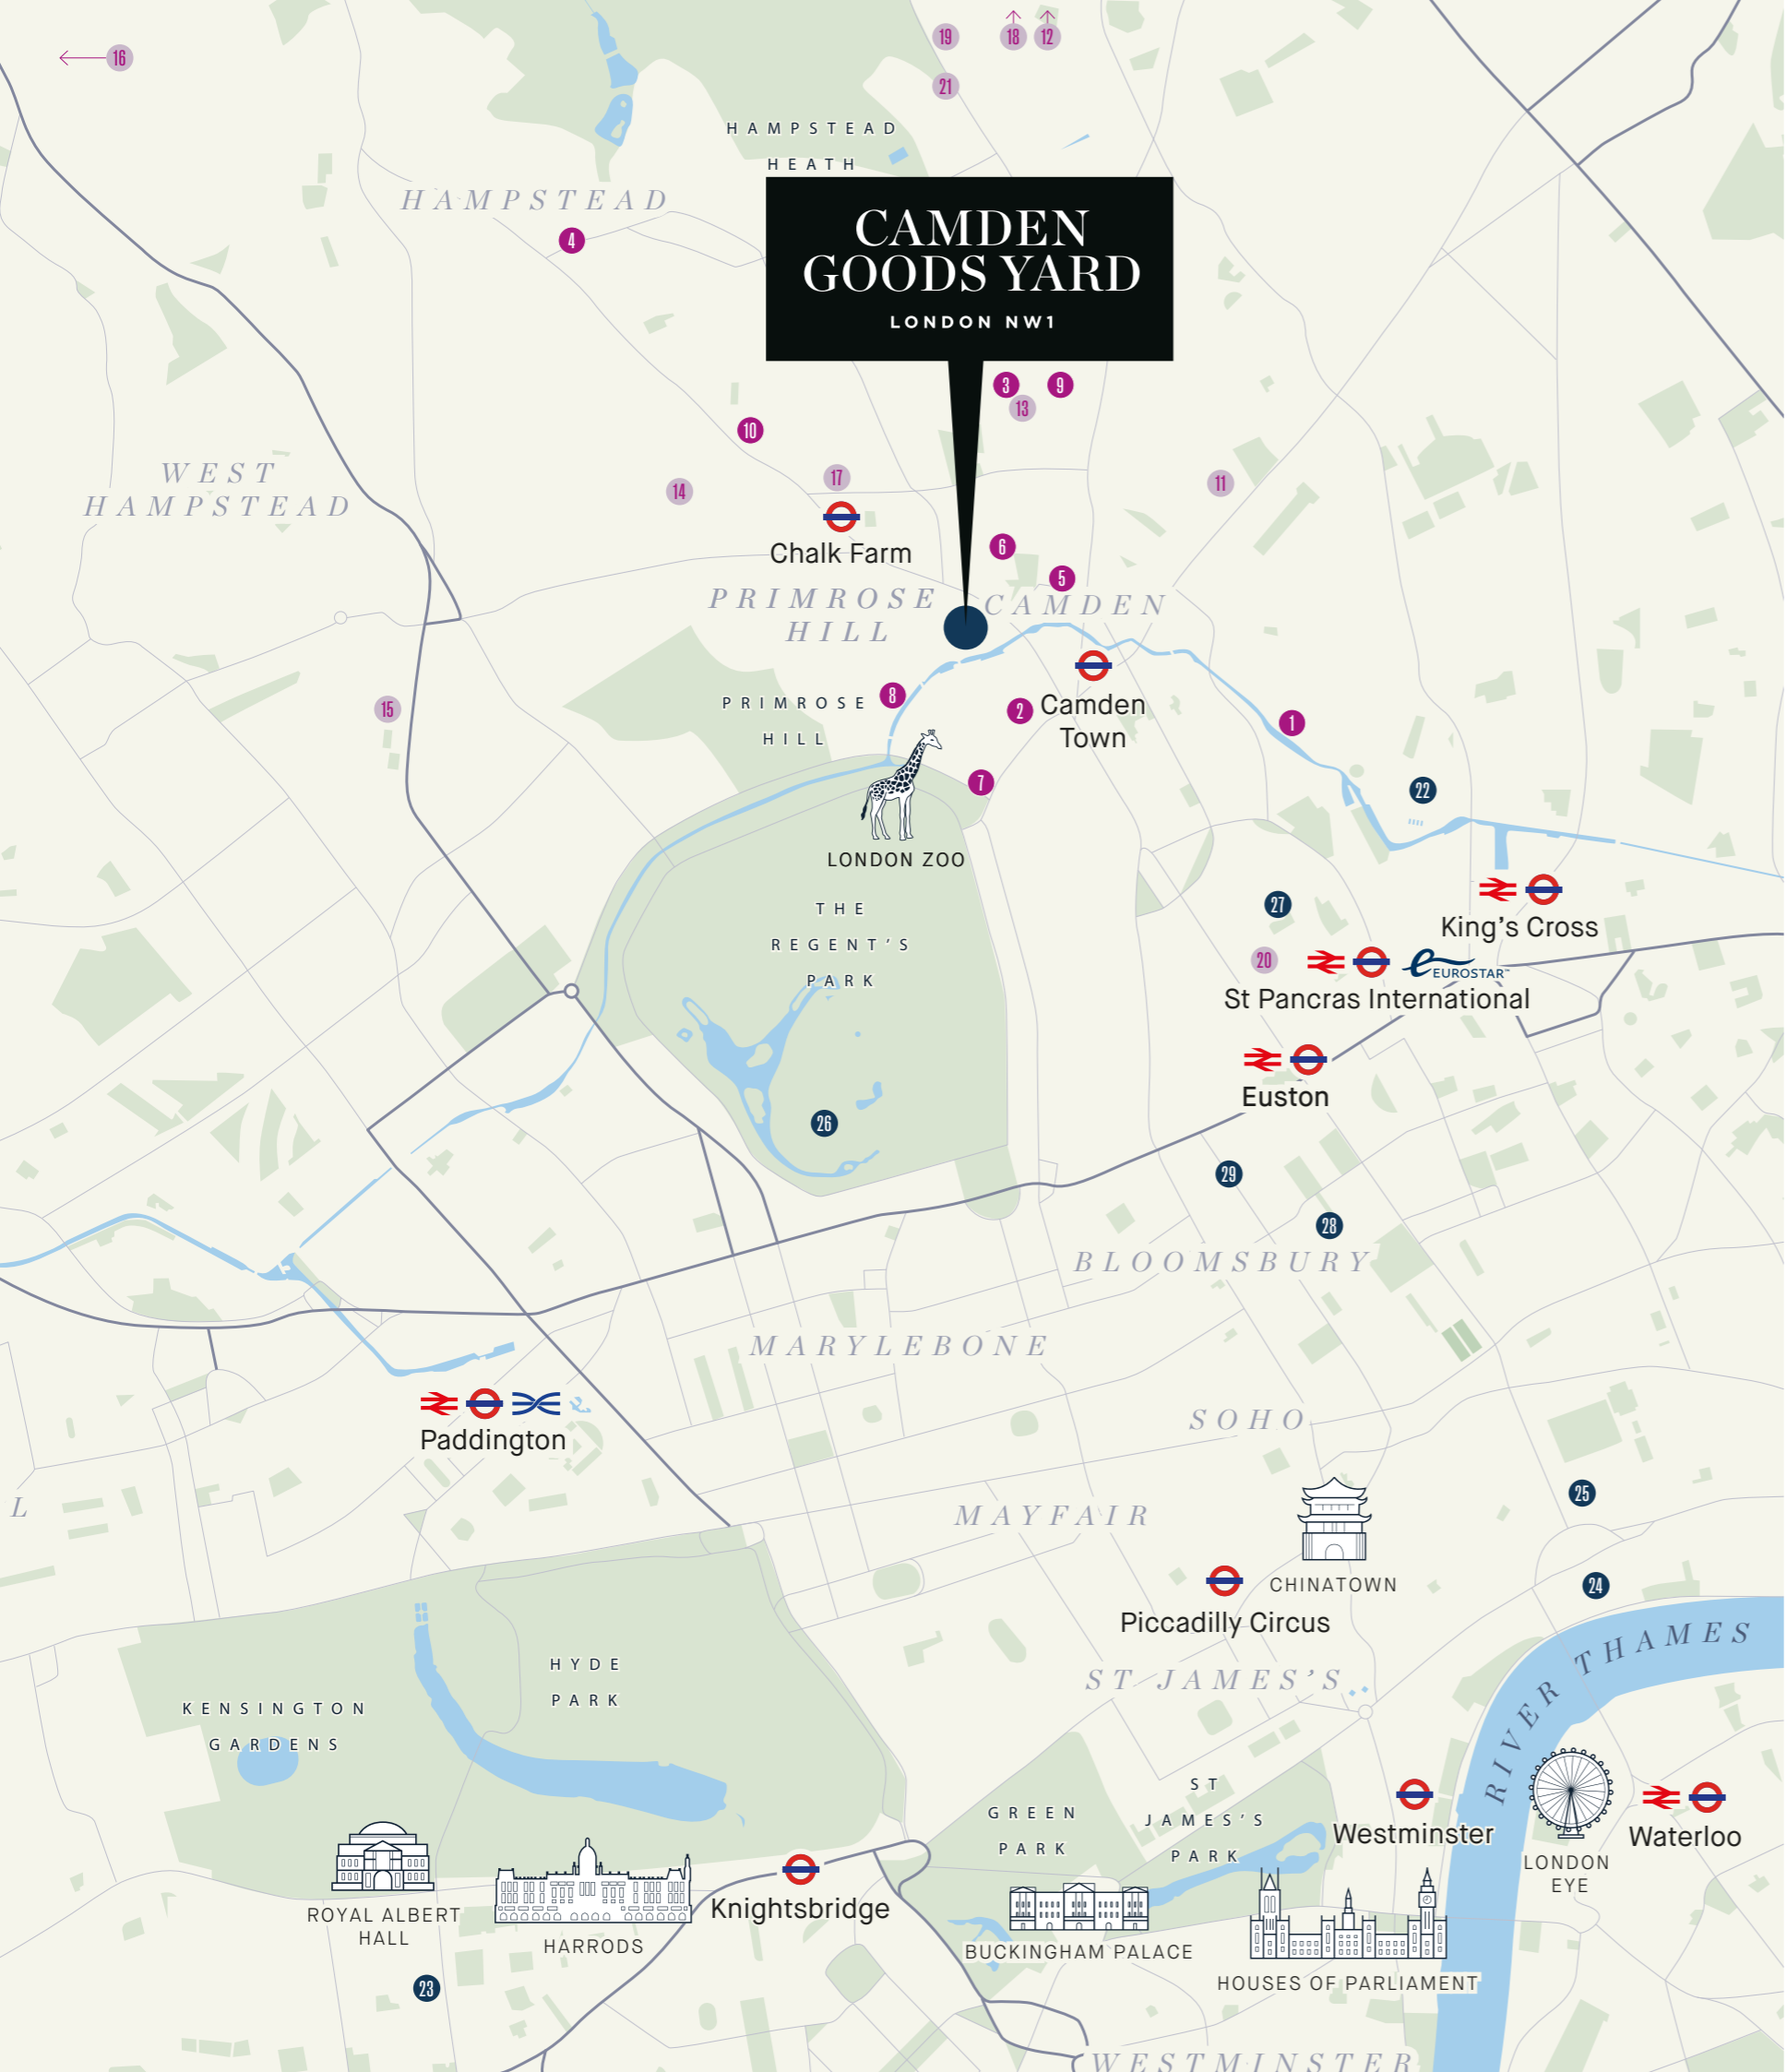 19
18
12
16
21
HAMPSTEAD
HEATH
HAMPSTEAD
4
CAMDEN
GOODS YARD
LONDON NW1
3
9
13
10
WEST
HAMPSTEAD
17
14
11
Chalk Farm
6
5
PRIMROSE
HILL
CAMDEN
PRIMROSE
HILL
8
2
Camden
Town
15
1
7
22
LONDON ZOO
THE
REGENT'S
PARK
27
King's Cross
20
EUROSTAR™
St Pancras International
Euston
26
29
28
BLOOMSBURY
MARYLEBONE
Paddington
SOHO
L
MAYFAIR
25
CHINATOWN
24
Piccadilly Circus
RIVER THAMES
HYDE
PARK
KENSINGTON
GARDENS
ST JAMES'S
ST
JAMES'S
PARK
GREEN
PARK
Westminster
LONDON
EYE
Waterloo
ROYAL ALBERT
HALL
HARRODS
Knightsbridge
BUCKINGHAM PALACE
HOUSES OF PARLIAMENT
23
WESTMINSTER